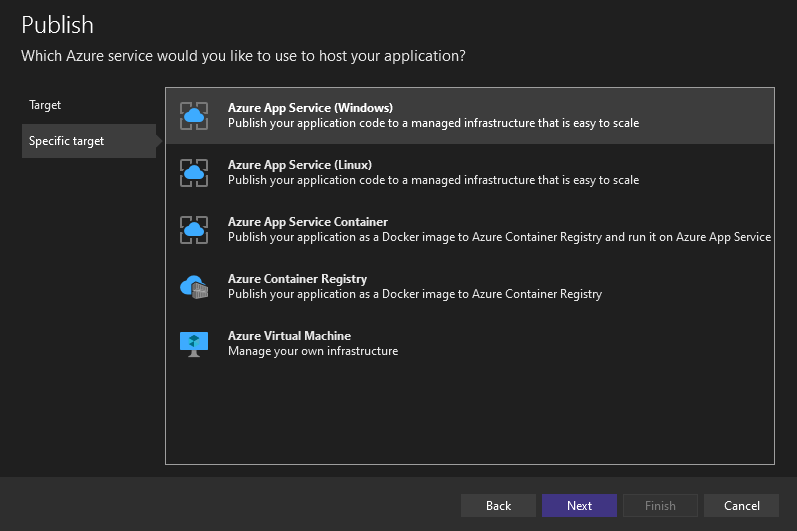 Publish
Which Azure service would you like to use to host your application?
Target
Specific target
Azure App Service (Windows)
Publish your application code to a managed infrastructure that is easy to scale
Azure App Service (Linux)
Publish your application code to a managed infrastructure that is easy to scale
Azure App Service Container
Publish your application as a Docker image to Azure Container Registry and run it on Azure App Service
Azure Container Registry
Publish your application as a Docker image to Azure Container Registry
Azure Virtual Machine
Manage your own infrastructure
Back
Next
Finish
Cancel